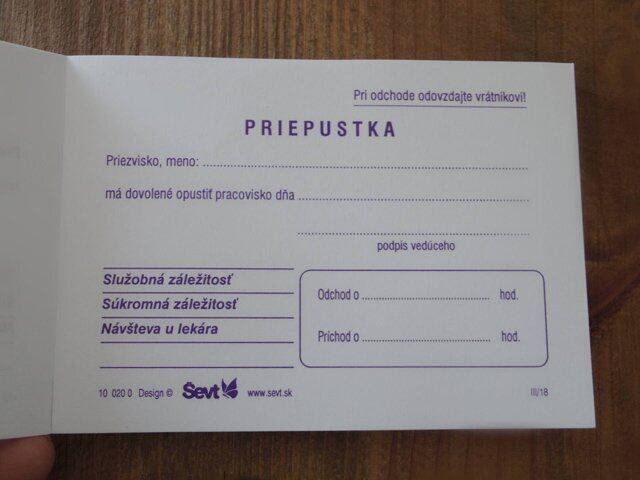 Pri odchode odovzdajte vrátnikovi!
PRIEPUSTKA
Priezvisko, meno:
má dovolené opustiť pracovisko dňa
podpis vedúceho
Služobná záležitosť
Súkromná záležitosť
Návšteva u lekára
Odchod o hod.
Príchod o hod.
10 020 0 Design © Ševt www.sevt.sk
III/18